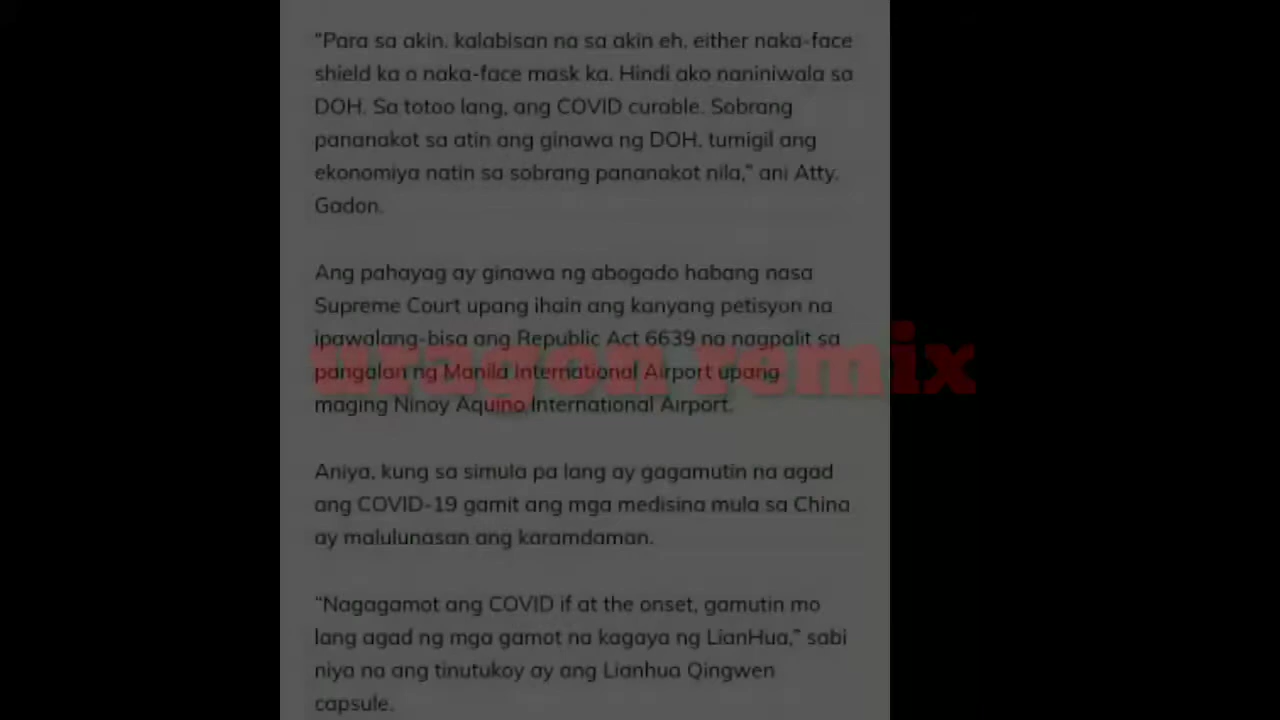 “Para sa akin, kalabisan na sa akin eh, either naka-face
shield ka o naka-face mask ka. Hindi ako naniniwala sa
DOH. Sa totoo lang, ang COVID curable. Sobrang
pananakot sa atin ang ginawa ng DOH, tumigil ang
ekonomiya natin sa sobrang pananakot nila,” ani Atty.
Gadon.
Ang pahayag ay ginawa ng abogado habang nasa
Supreme Court upang ihain ang kanyang petisyon na
ipawalang-bisa ang Republic Act 6639 na nagpalit sa
pangalan ng Manila International Airport upang
maging Ninoy Aquino International Airport.
uragon remix
Aniya, kung sa simula pa lang ay gagamutin na agad
ang COVID-19 gamit ang mga medisina mula sa China
ay malulunasan ang karamdaman.
“Nagagamot ang COVID if at the onset, gamutin mo
lang agad ng mga gamot na kagaya ng LianHua,” sabi
niya na ang tinutukoy ay ang Lianhua Qingwen
capsule.